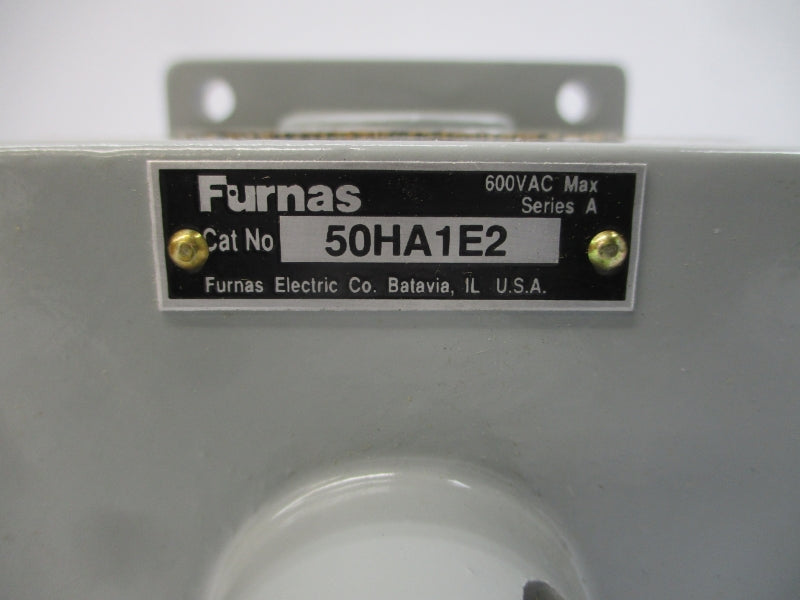 Furnas
600VAC Max
Series A
Cat No 50HA1E2
Furnas Electric Co. Batavia, IL U.S.A.